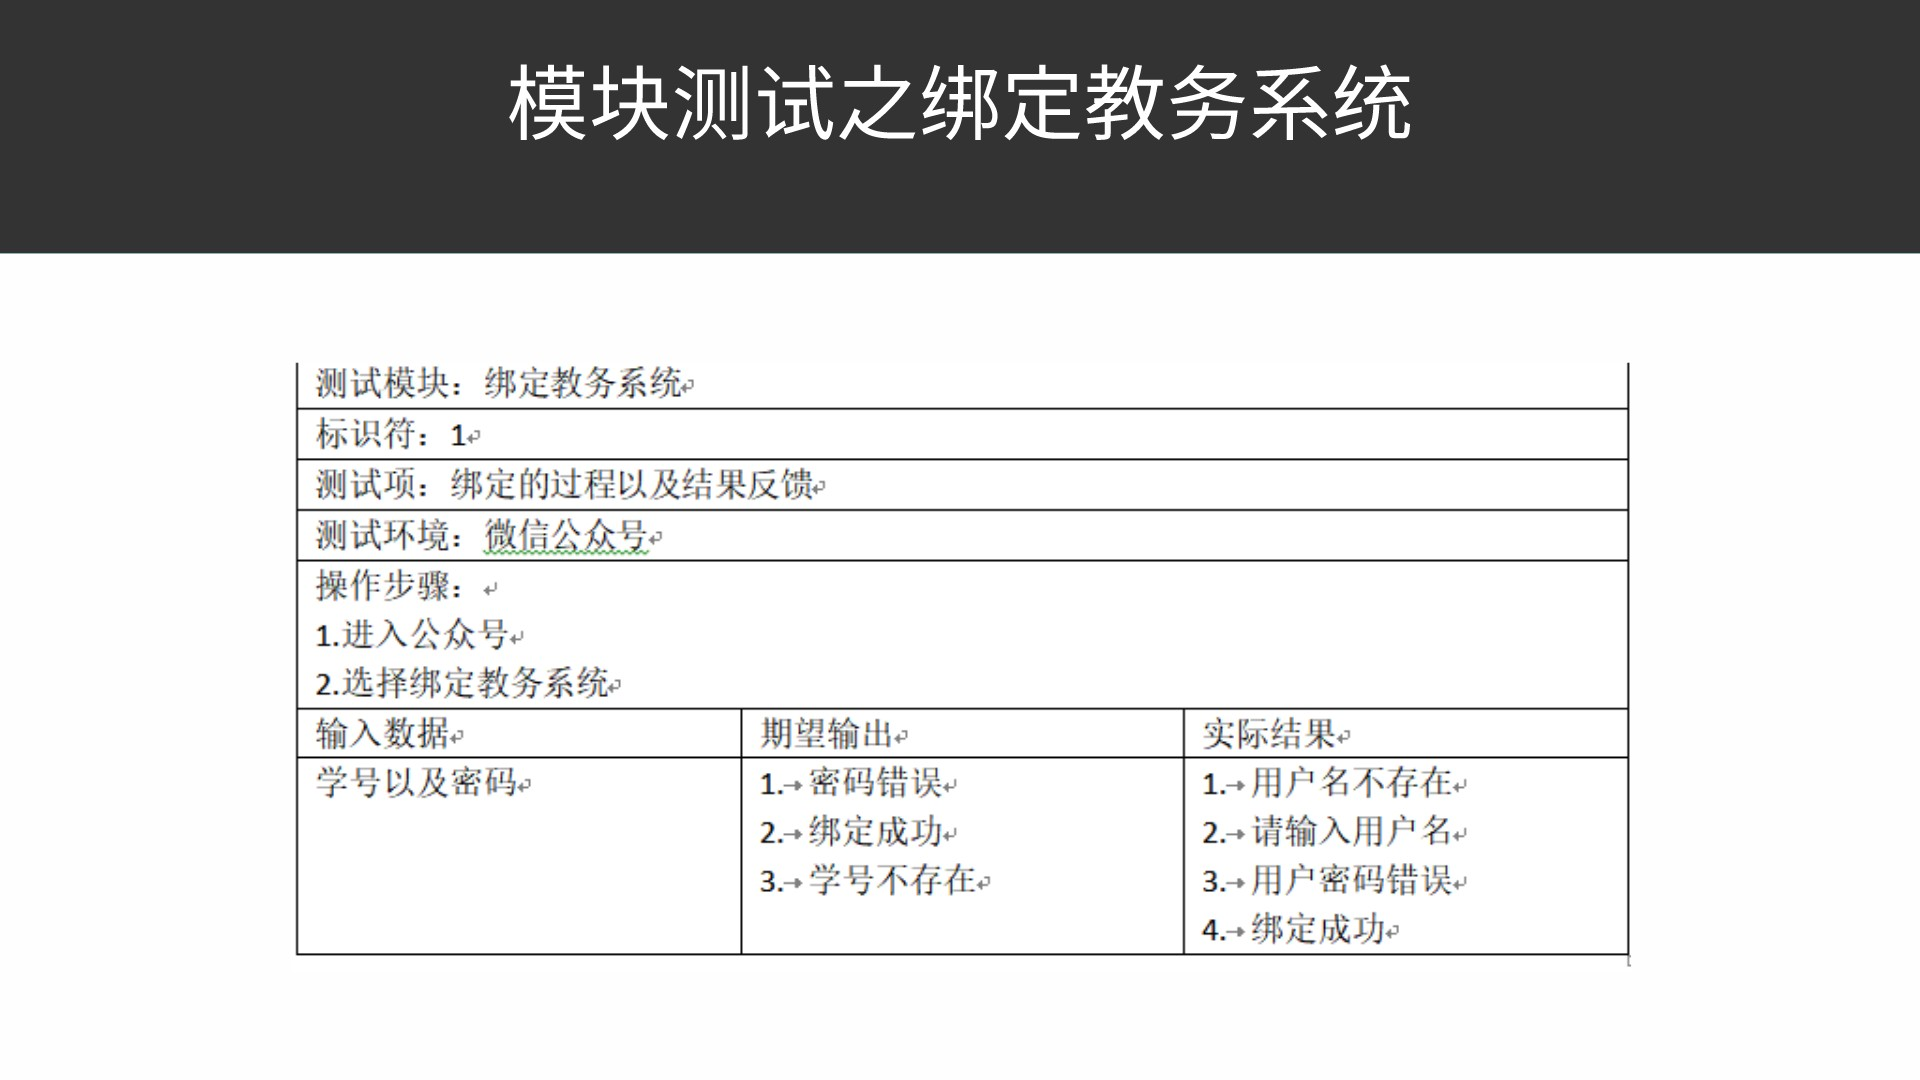 模块测试之绑定教务系统
测试模块：绑定教务系统
标识符：1
测试项：绑定的过程以及结果反馈
测试环境：微信公众号
操作步骤：
1.进入公众号
2.选择绑定教务系统
输入数据 期望输出 实际结果
学号以及密码
1. 密码错误
2. 绑定成功
3. 学号不存在
1. 用户名不存在
2. 请输入用户名
3. 用户密码错误
4. 绑定成功